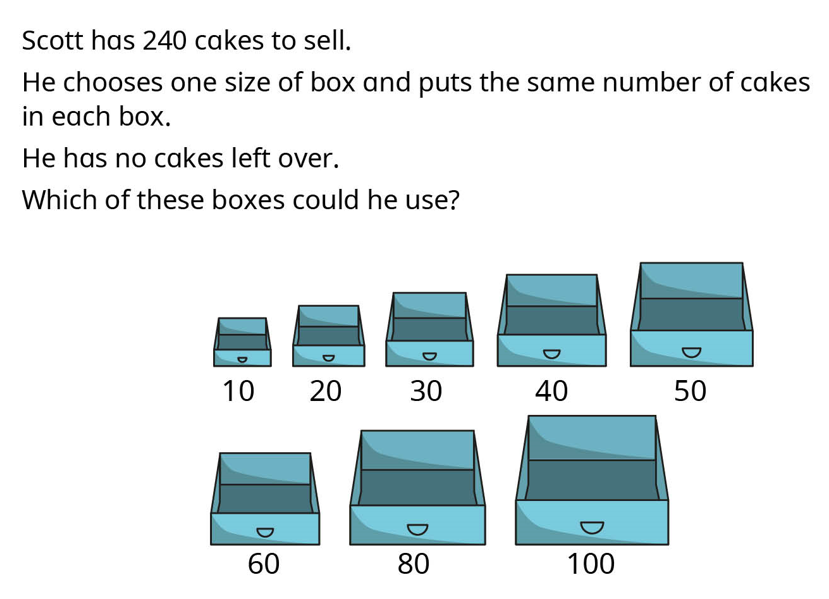 Scott has 240 cakes to sell.
He chooses one size of box and puts the same number of cakes
in each box.
He has no cakes left over.
Which of these boxes could he use?
10 20 30 40 50
60 80 100